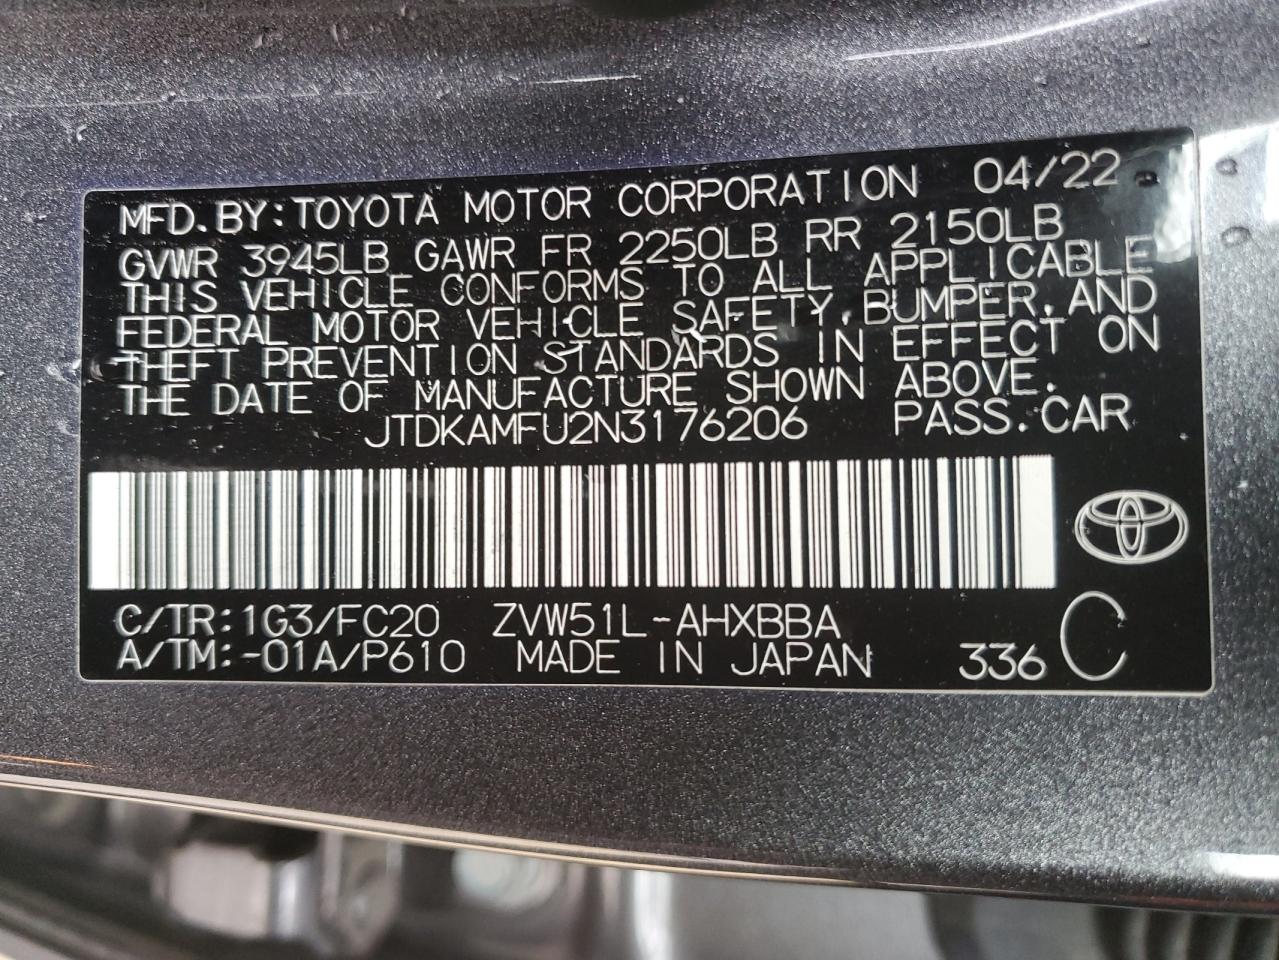 MFD. BY: TOYOTA MOTOR CORPORATION 04/22
GVWR 3945LB GAWR FR 2250LB RR 2150LB
THIS VEHICLE CONFORMS TO ALL APPLICABLE
FEDERAL MOTOR VEHICLE SAFETY, BUMPER, AND
THEFT PREVENTION STANDARDS IN EFFECT ON
THE DATE OF MANUFACTURE SHOWN ABOVE.
JTDKAMFU2N3176206 PASS. CAR
C/TR: 1G3/FC20 ZVW51L-AHXBBA C
A/TM: -01A/P610 MADE IN JAPAN 336